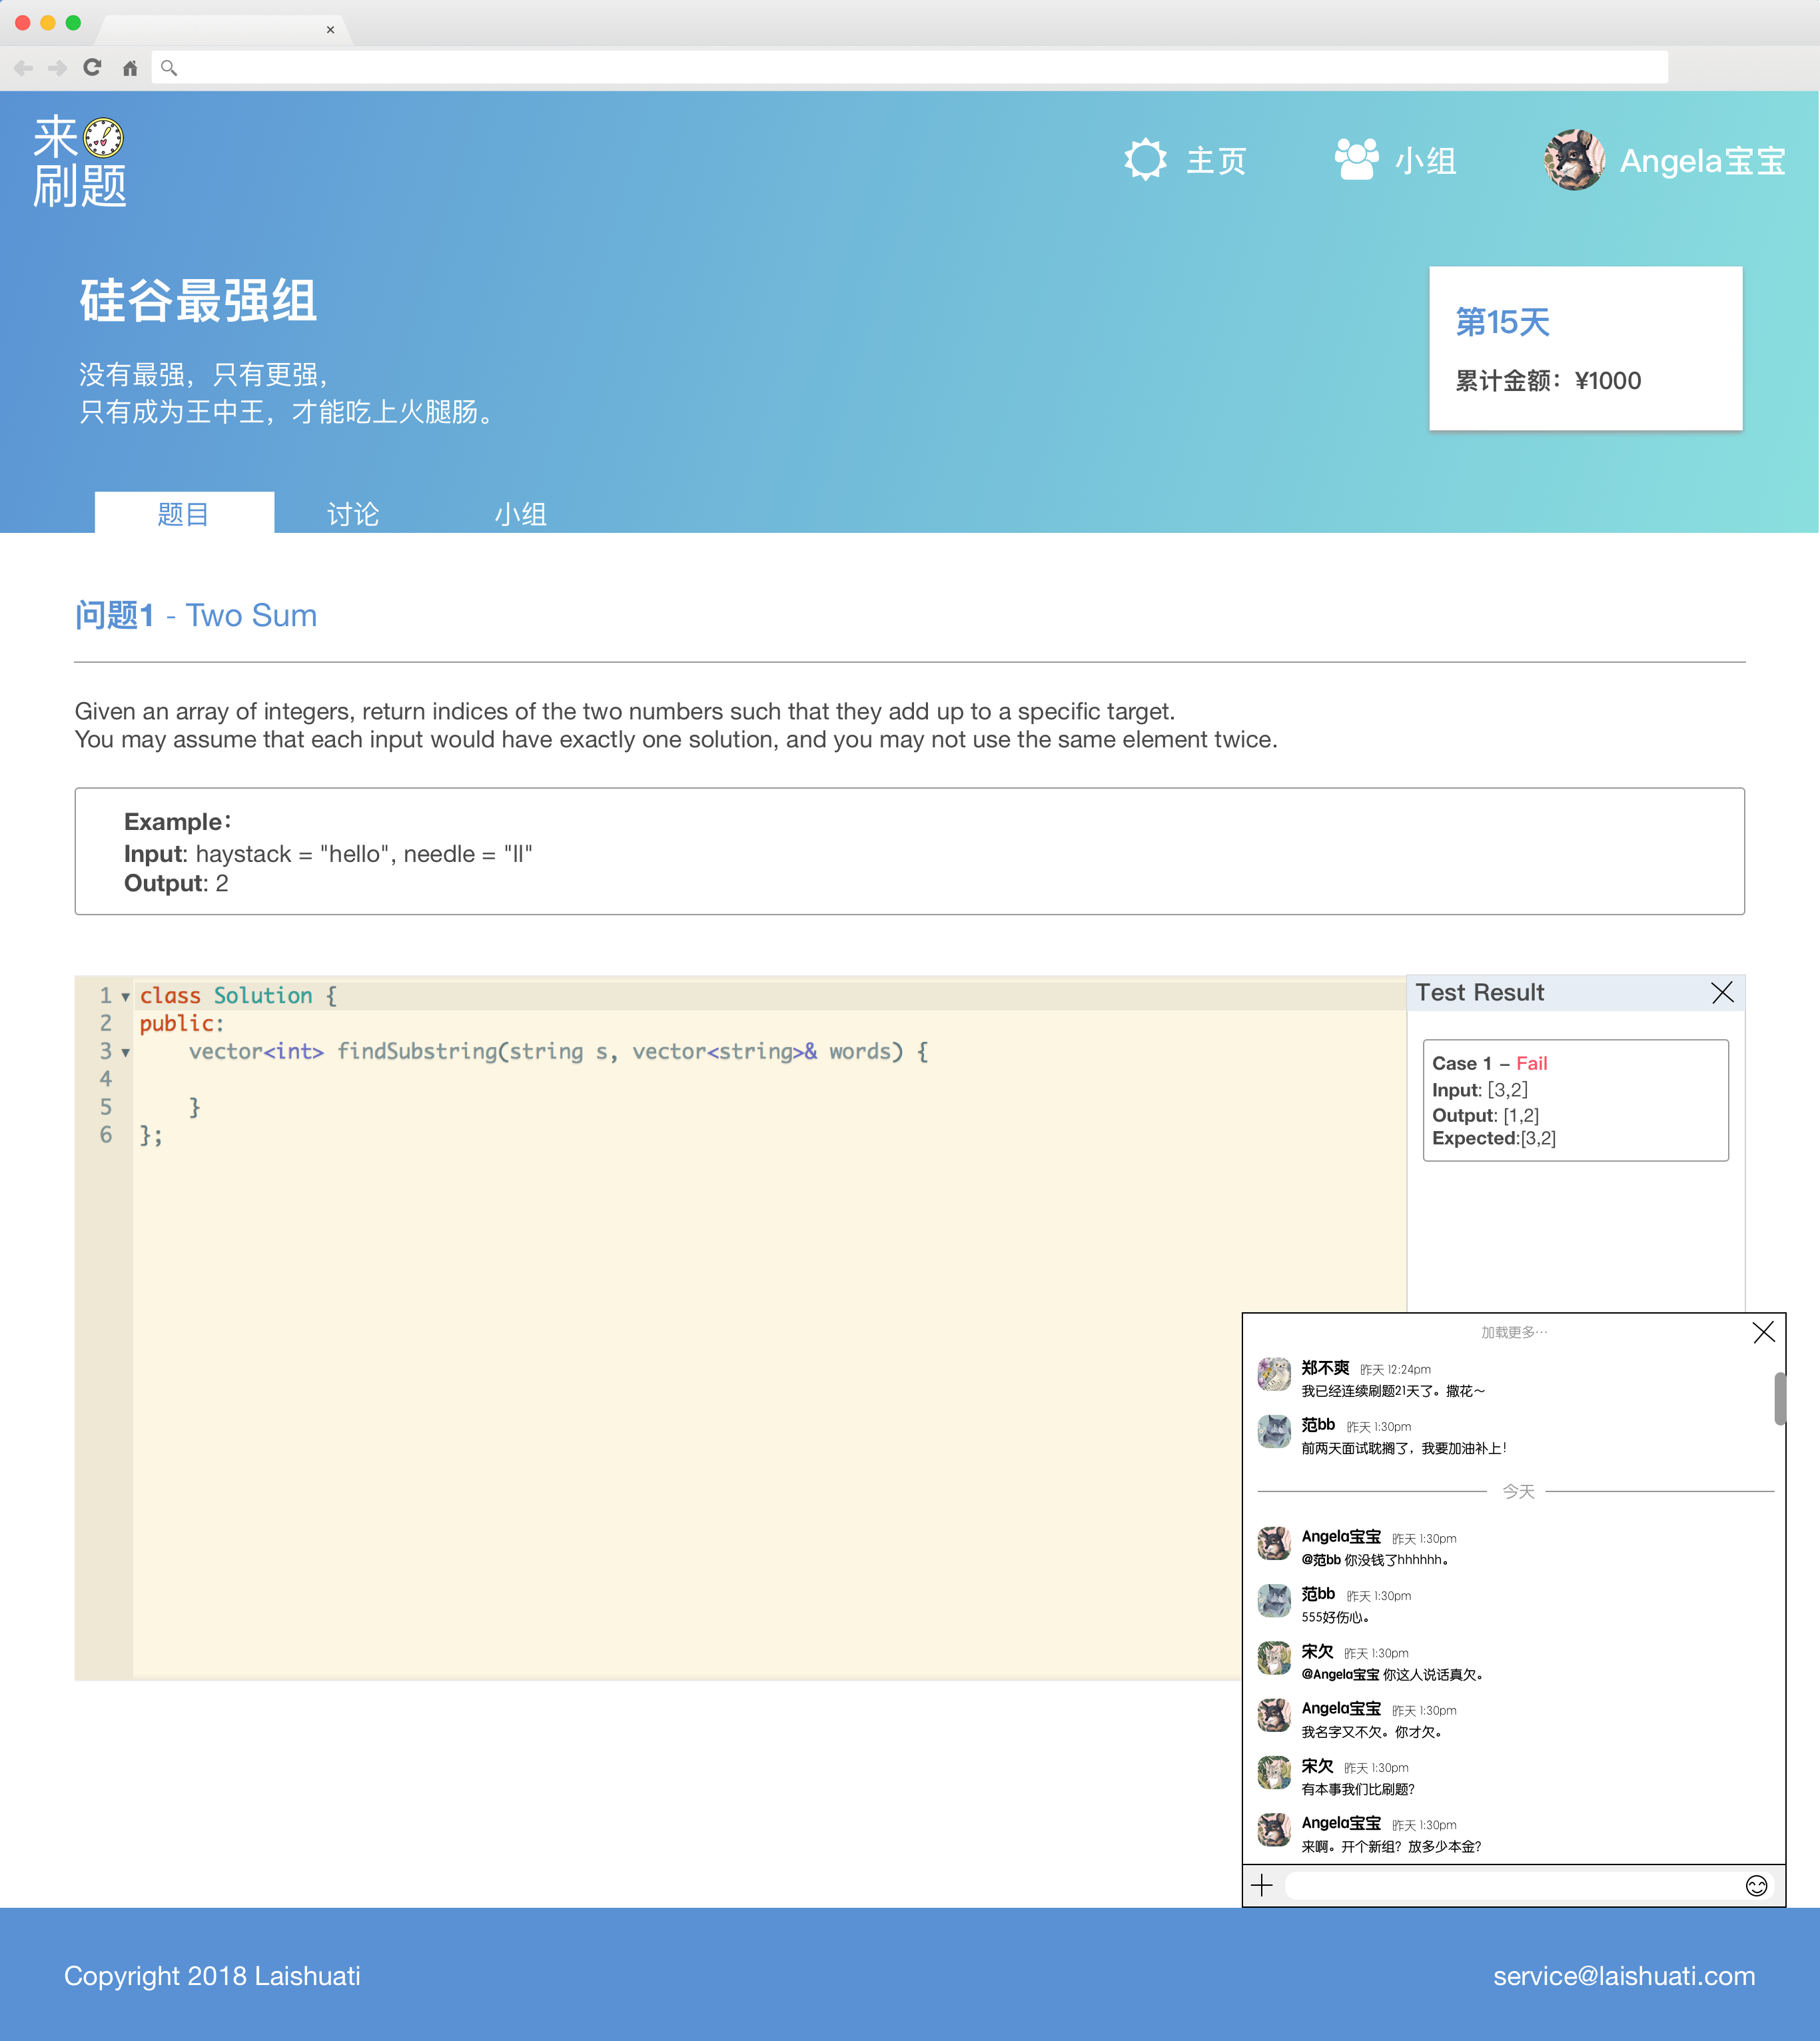 来
刷题
主页
小组
Angela宝宝
硅谷最强组
没有最强，只有更强，
只有成为王中王，才能吃上火腿肠。
第15天
累计金额：¥1000
题目
讨论
小组
问题1 - Two Sum
Given an array of integers, return indices of the two numbers such that they add up to a specific target.
You may assume that each input would have exactly one solution, and you may not use the same element twice.
Example：
Input: haystack = "hello", needle = "ll"
Output: 2
1 class Solution {
2 public:
3     vector<int> findSubstring(string s, vector<string>& words) {
4
5     }
6 };
Test Result
Case 1 – Fail
Input: [3,2]
Output: [1,2]
Expected:[3,2]
加载更多…
郑不爽 昨天 12:24pm
我已经连续刷题21天了。撒花～
范bb 昨天 1:30pm
前两天面试耽搁了，我要加油补上！
今天
Angela宝宝 昨天 1:30pm
@范bb 你没钱了hhhhhh。
范bb 昨天 1:30pm
555好伤心。
宋欠 昨天 1:30pm
@Angela宝宝 你这人说话真欠。
Angela宝宝 昨天 1:30pm
我名字又不欠。你才欠。
宋欠 昨天 1:30pm
有本事我们比刷题？
Angela宝宝 昨天 1:30pm
来啊。开个新组？放多少本金？
Copyright 2018 Laishuati
service@laishuati.com